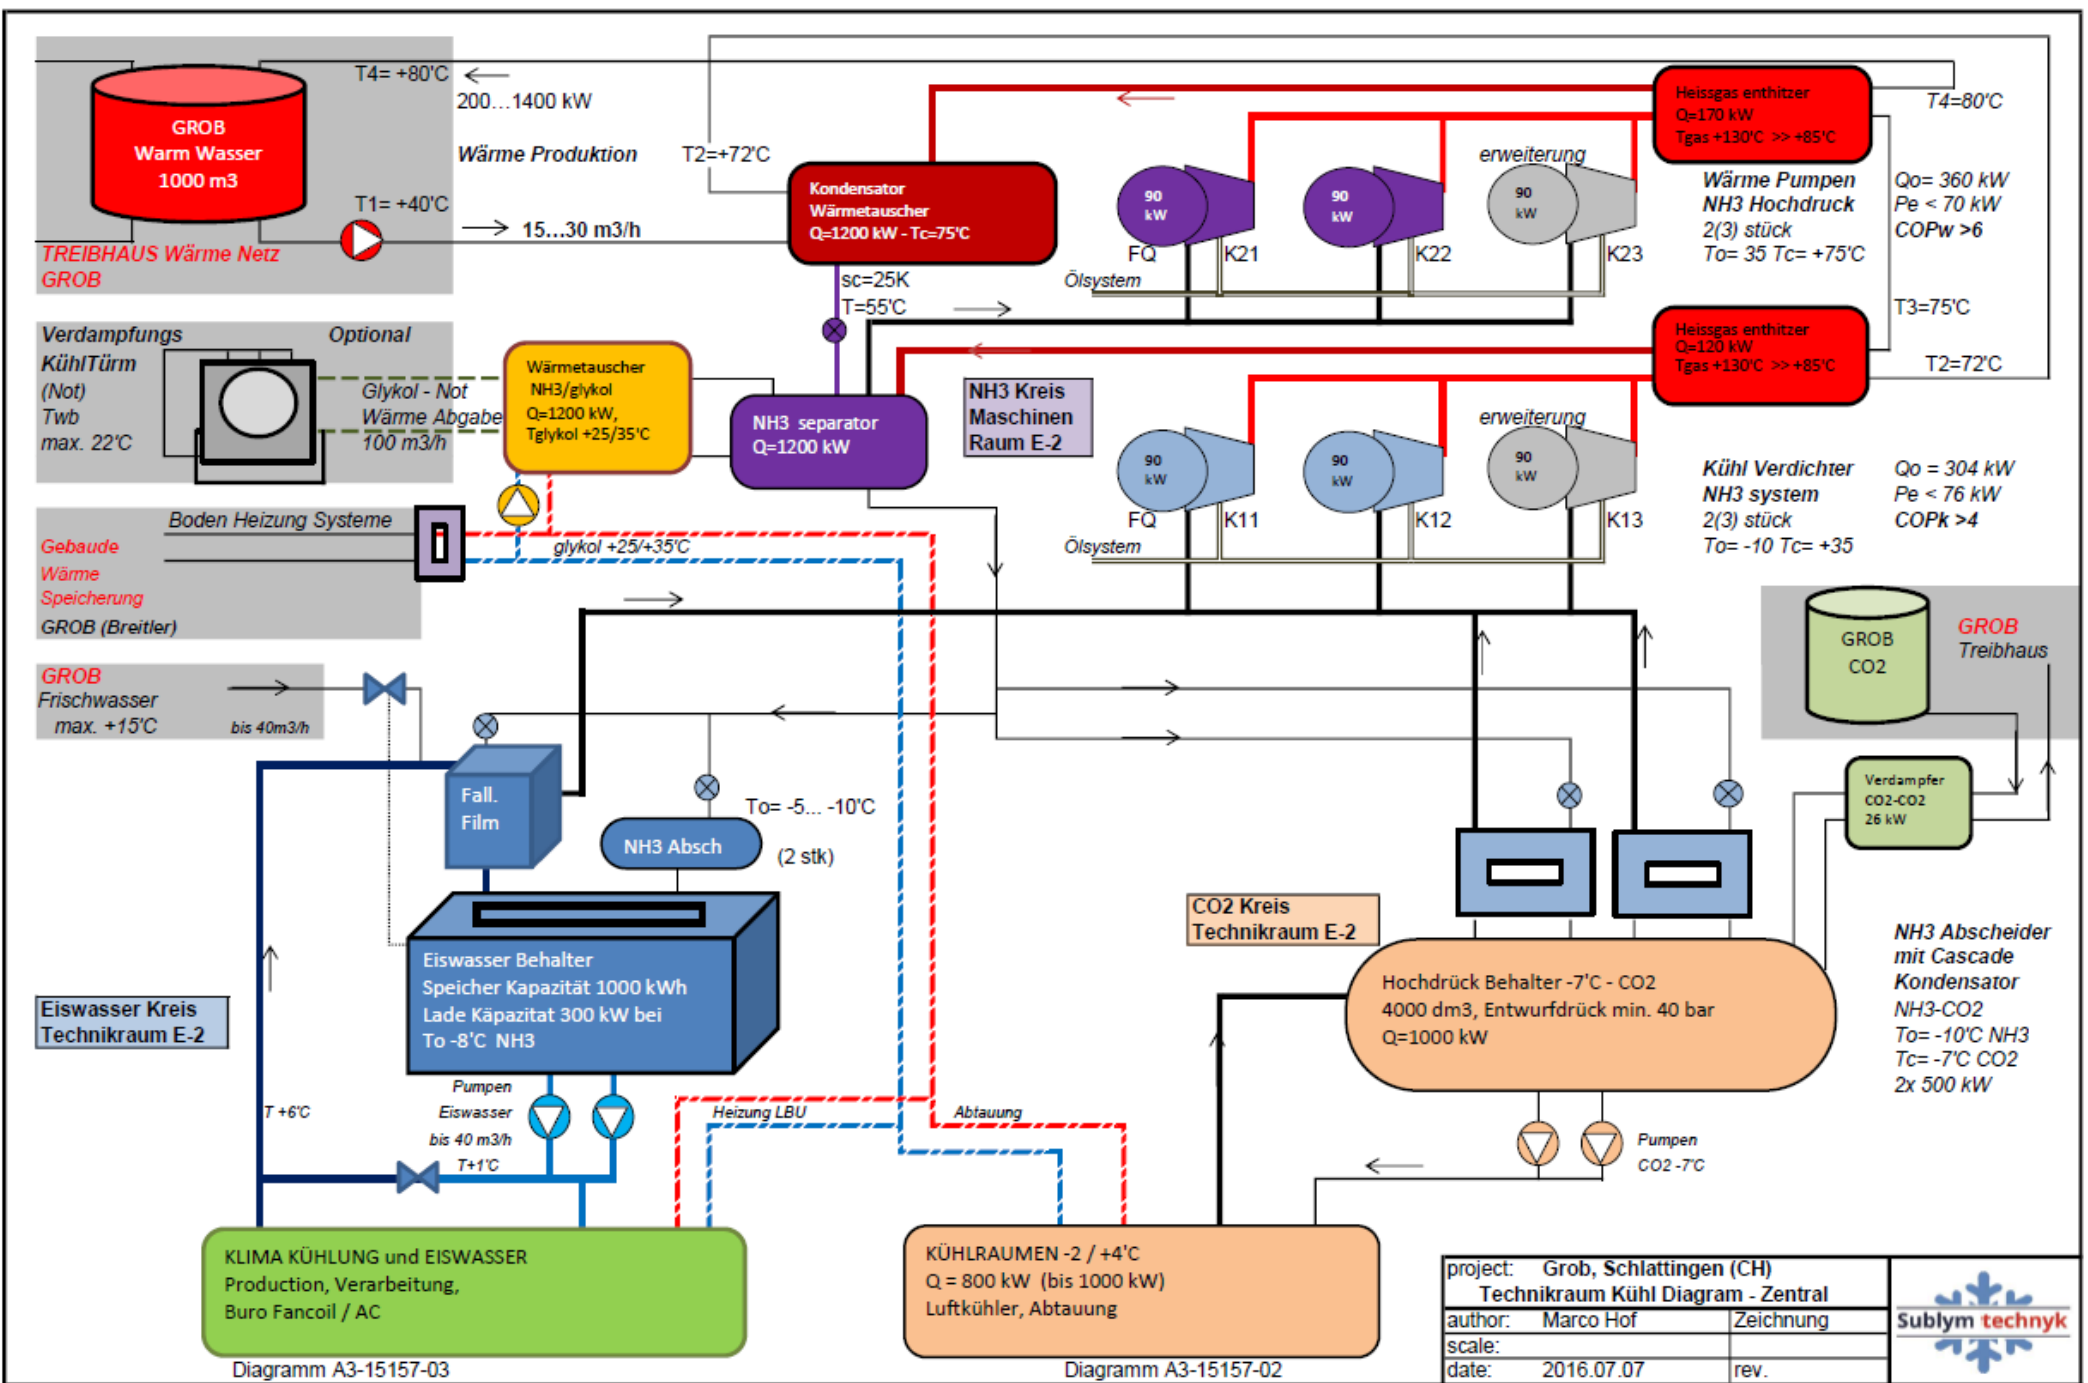 T4= +80'C
200...1400 kW
GROB
Warm Wasser
1000 m3
Wärme Produktion
T1= +40'C
15...30 m3/h
TREIBHAUS Wärme Netz
GROB
T2=+72'C
Kondensator
Wärmetauscher
Q=1200 kW - Tc=75'C
sc=25K
T=55'C
90
kW
FQ
K21
90
kW
K22
erweiterung
90
kW
K23
Ölsystem
Heissgas enthitzer
Q=170 kW
Tgas +130'C >> +85'C
T4=80'C
Wärme Pumpen
NH3 Hochdruck
2(3) stück
To= 35 Tc= +75'C
Qo= 360 kW
Pe < 70 kW
COPw >6
T3=75'C
Heissgas enthitzer
Q=120 kW
Tgas +130'C >> +85'C
T2=72'C
Verdampfungs
KühlTürm
(Not)
Twb
max. 22'C
Optional
Glykol - Not
Wärme Abgabe
100 m3/h
Wärmetauscher
NH3/glykol
Q=1200 kW,
Tglykol +25/35'C
NH3 separator
Q=1200 kW
NH3 Kreis
Maschinen
Raum E-2
90
kW
FQ
K11
90
kW
K12
erweiterung
90
kW
K13
Ölsystem
Kühl Verdichter
NH3 system
2(3) stück
To= -10 Tc= +35
Qo = 304 kW
Pe < 76 kW
COPk >4
Boden Heizung Systeme
Gebaude
Wärme
Speicherung
GROB (Breitler)
glykol +25/+35'C
GROB
Frischwasser
max. +15'C
bis 40m3/h
GROB
CO2
GROB
Treibhaus
Verdampfer
CO2-CO2
26 kW
Fall.
Film
To= -5... -10'C
NH3 Absch
(2 stk)
Eiswasser Behalter
Speicher Kapazität 1000 kWh
Lade Käpazitat 300 kW bei
To -8'C NH3
Eiswasser Kreis
Technikraum E-2
CO2 Kreis
Technikraum E-2
Hochdrück Behalter -7'C - CO2
4000 dm3, Entwurfdrück min. 40 bar
Q=1000 kW
NH3 Abscheider
mit Cascade
Kondensator
NH3-CO2
To= -10'C NH3
Tc= -7'C CO2
2x 500 kW
T +6'C
Pumpen
Eiswasser
bis 40 m3/h
T+1'C
Heizung LBU
Abtauung
Pumpen
CO2 -7'C
KLIMA KÜHLUNG und EISWASSER
Production, Verarbeitung,
Buro Fancoil / AC
Diagramm A3-15157-03
KÜHLRAUMEN -2 / +4'C
Q = 800 kW (bis 1000 kW)
Luftkühler, Abtauung
Diagramm A3-15157-02
project: Grob, Schlattingen (CH)
Technikraum Kühl Diagram - Zentral
author: Marco Hof Zeichnung
scale:
date: 2016.07.07 rev.
Sublym technyk